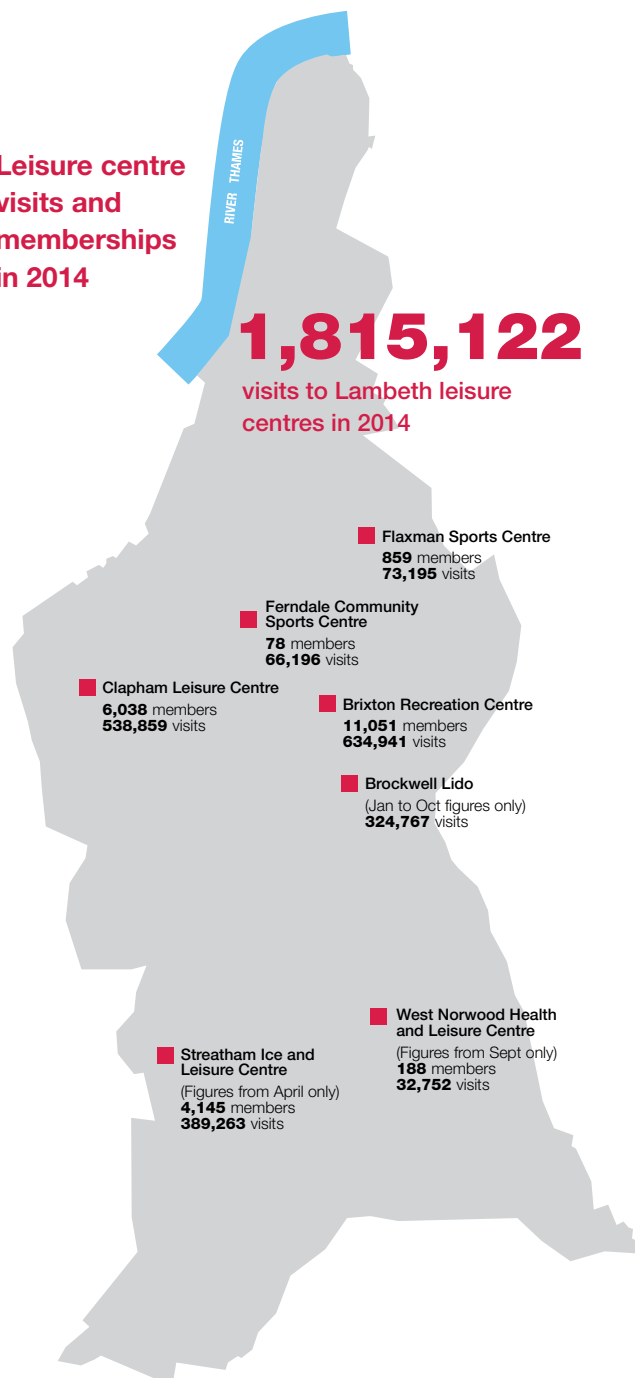 Leisure centre
visits and
memberships
in 2014
RIVER THAMES
1,815,122
visits to Lambeth leisure
centres in 2014
Flaxman Sports Centre
859 members
73,195 visits
Ferndale Community
Sports Centre
78 members
66,196 visits
Clapham Leisure Centre
6,038 members
538,859 visits
Brixton Recreation Centre
11,051 members
634,941 visits
Brockwell Lido
(Jan to Oct figures only)
324,767 visits
West Norwood Health
and Leisure Centre
(Figures from Sept only)
188 members
32,752 visits
Streatham Ice and
Leisure Centre
(Figures from April only)
4,145 members
389,263 visits